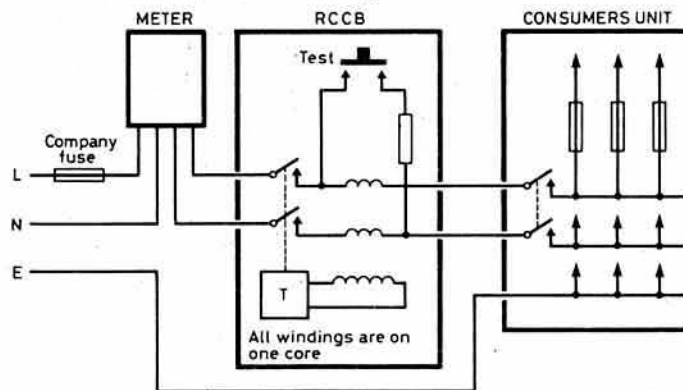 METER
RCCB
CONSUMERS UNIT
Test
Company
fuse
L
N
E
T
All windings are on
one core